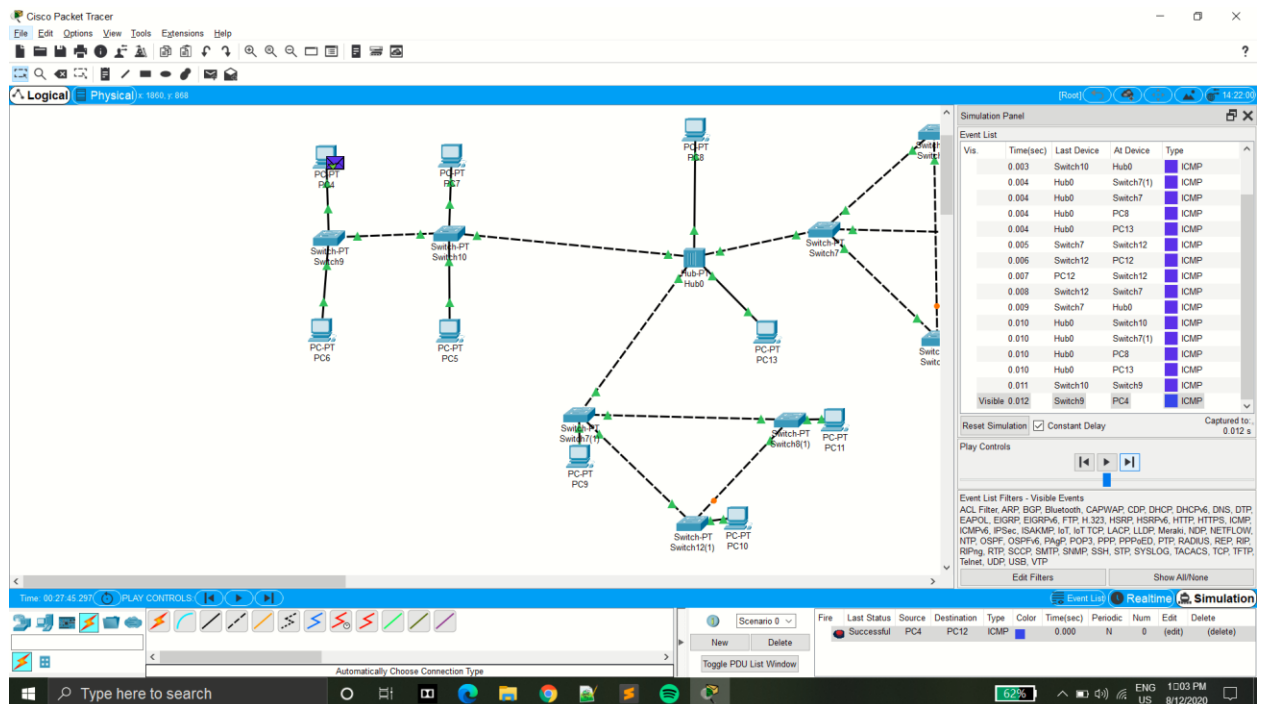 Cisco Packet Tracer
File Edit Options View Tools Extensions Help
?
Logical Physical x: 1860, y: 868 [Root] 14:22:00
PC-PT
PC4
PC-PT
PC7
PC-PT
PC8
Switch-PT
Switch9
Switch-PT
Switch10
Hub-PT
Hub0
Switch-PT
Switch7
PC-PT
PC6
PC-PT
PC5
PC-PT
PC13
Switc
Switc
Switch-PT
Switch7(1)
PC-PT
PC9
Switch-PT
Switch8(1)
PC-PT
PC11
Switch-PT
Switch12(1)
PC-PT
PC10
Simulation Panel
Event List
Vis. Time(sec) Last Device At Device Type
0.003 Switch10 Hub0 ICMP
0.004 Hub0 Switch7(1) ICMP
0.004 Hub0 Switch7 ICMP
0.004 Hub0 PC8 ICMP
0.004 Hub0 PC13 ICMP
0.005 Switch7 Switch12 ICMP
0.006 Switch12 PC12 ICMP
0.007 PC12 Switch12 ICMP
0.008 Switch12 Switch7 ICMP
0.009 Switch7 Hub0 ICMP
0.010 Hub0 Switch10 ICMP
0.010 Hub0 Switch7(1) ICMP
0.010 Hub0 PC8 ICMP
0.010 Hub0 PC13 ICMP
0.011 Switch10 Switch9 ICMP
Visible 0.012 Switch9 PC4 ICMP
Reset Simulation Constant Delay Captured to:
0.012 s
Play Controls
Event List Filters - Visible Events
ACL Filter, ARP, BGP, Bluetooth, CAPWAP, CDP, DHCP, DHCPv6, DNS, DTP,
EAPOL, EIGRP, EIGRPv6, FTP, H.323, HSRP, HSRPv6, HTTP, HTTPS, ICMP,
ICMPv6, IPSec, ISAKMP, IoT, IoT TCP, LACP, LLDP, Meraki, NDP, NETFLOW,
NTP, OSPF, OSPFv6, PAgP, POP3, PPP, PPPoED, PTP, RADIUS, REP, RIP,
RIPng, RTP, SCCP, SMTP, SNMP, SSH, STP, SYSLOG, TACACS, TCP, TFTP,
Telnet, UDP, USB, VTP
Edit Filters Show All/None
Time: 00:27:45.297 PLAY CONTROLS: Event List Realtime Simulation
Automatically Choose Connection Type
Scenario 0
New Delete
Toggle PDU List Window
Fire Last Status Source Destination Type Color Time(sec) Periodic Num Edit Delete
Successful PC4 PC12 ICMP 0.000 N 0 (edit) (delete)
Type here to search
62%
ENG
US
1:03 PM
8/12/2020